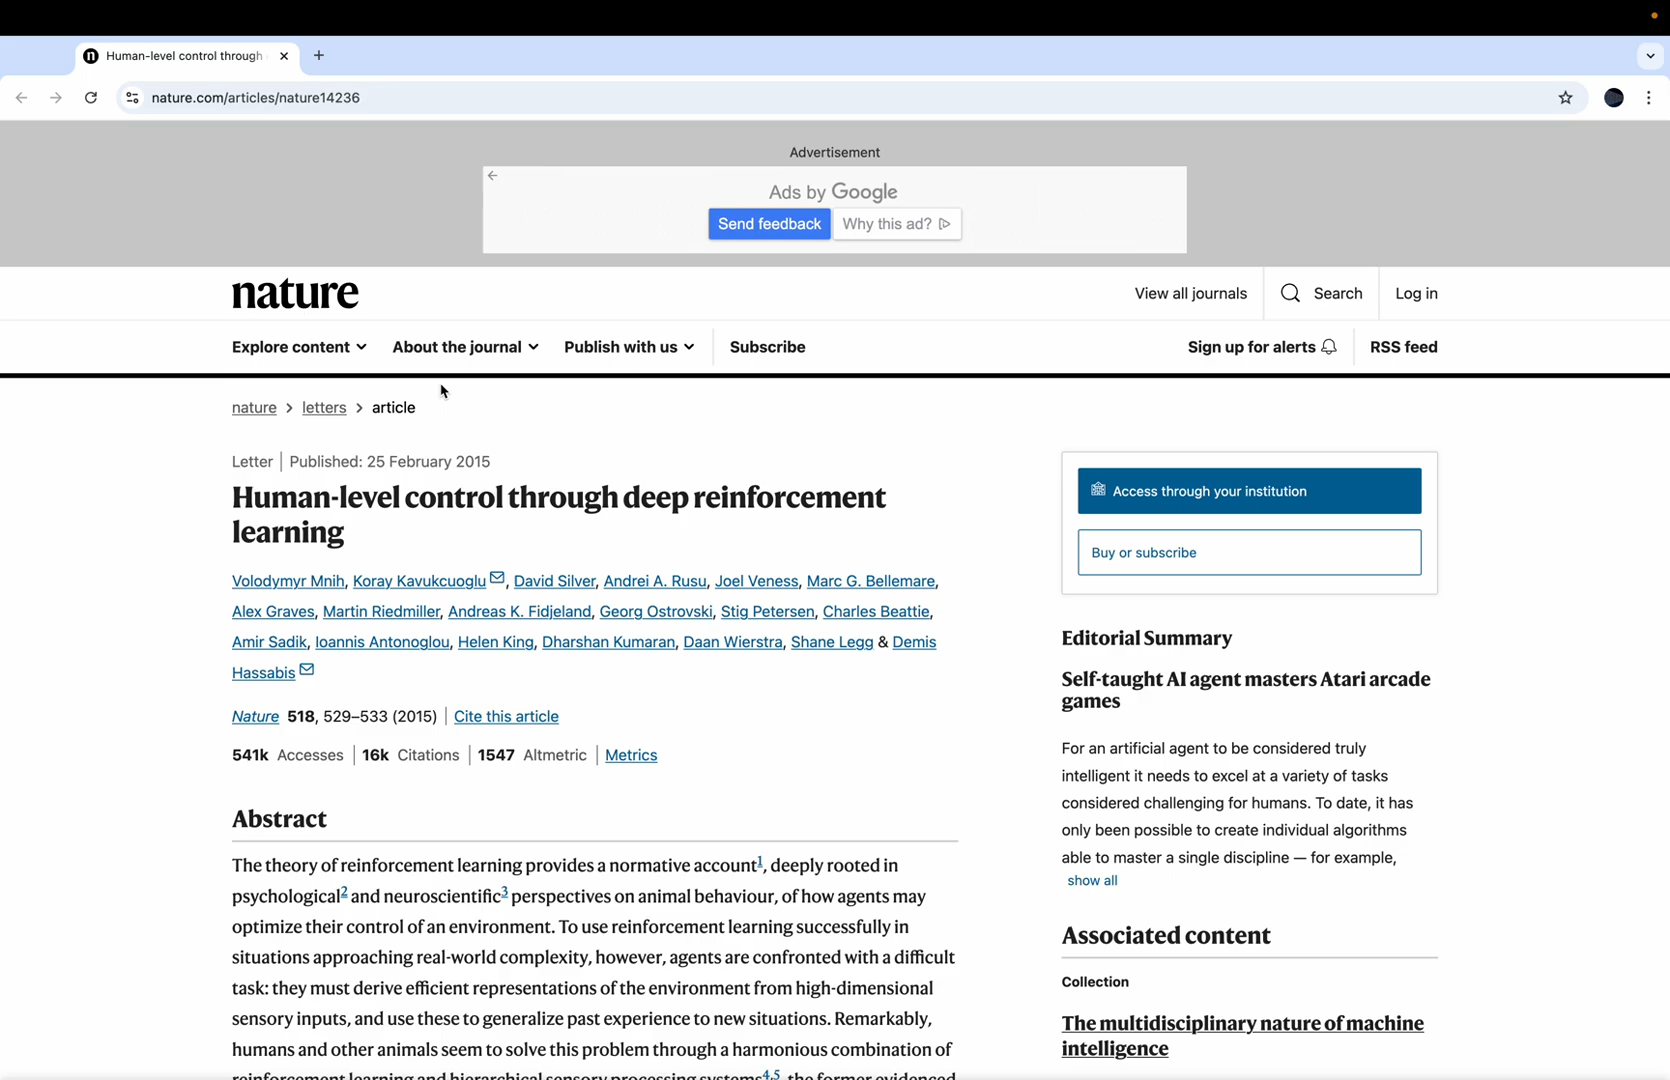 Human-level control through
nature.com/articles/nature14236
Advertisement
Ads by Google
Send feedback
Why this ad?
nature
View all journals
Search
Log in
Explore content
About the journal
Publish with us
Subscribe
Sign up for alerts
RSS feed
nature > letters > article
Letter | Published: 25 February 2015
Human-level control through deep reinforcement
learning
Volodymyr Mnih, Koray Kavukcuoglu, David Silver, Andrei A. Rusu, Joel Veness, Marc G. Bellemare,
Alex Graves, Martin Riedmiller, Andreas K. Fidjeland, Georg Ostrovski, Stig Petersen, Charles Beattie,
Amir Sadik, Ioannis Antonoglou, Helen King, Dharshan Kumaran, Daan Wierstra, Shane Legg & Demis
Hassabis
Nature 518, 529–533 (2015) | Cite this article
541k Accesses | 16k Citations | 1547 Altmetric | Metrics
Abstract
The theory of reinforcement learning provides a normative account1, deeply rooted in
psychological2 and neuroscientific3 perspectives on animal behaviour, of how agents may
optimize their control of an environment. To use reinforcement learning successfully in
situations approaching real-world complexity, however, agents are confronted with a difficult
task: they must derive efficient representations of the environment from high-dimensional
sensory inputs, and use these to generalize past experience to new situations. Remarkably,
humans and other animals seem to solve this problem through a harmonious combination of
reinforcement learning and hierarchical sensory processing systems4,5, the former evidenced
Access through your institution
Buy or subscribe
Editorial Summary
Self-taught AI agent masters Atari arcade
games
For an artificial agent to be considered truly
intelligent it needs to excel at a variety of tasks
considered challenging for humans. To date, it has
only been possible to create individual algorithms
able to master a single discipline — for example,
show all
Associated content
Collection
The multidisciplinary nature of machine
intelligence